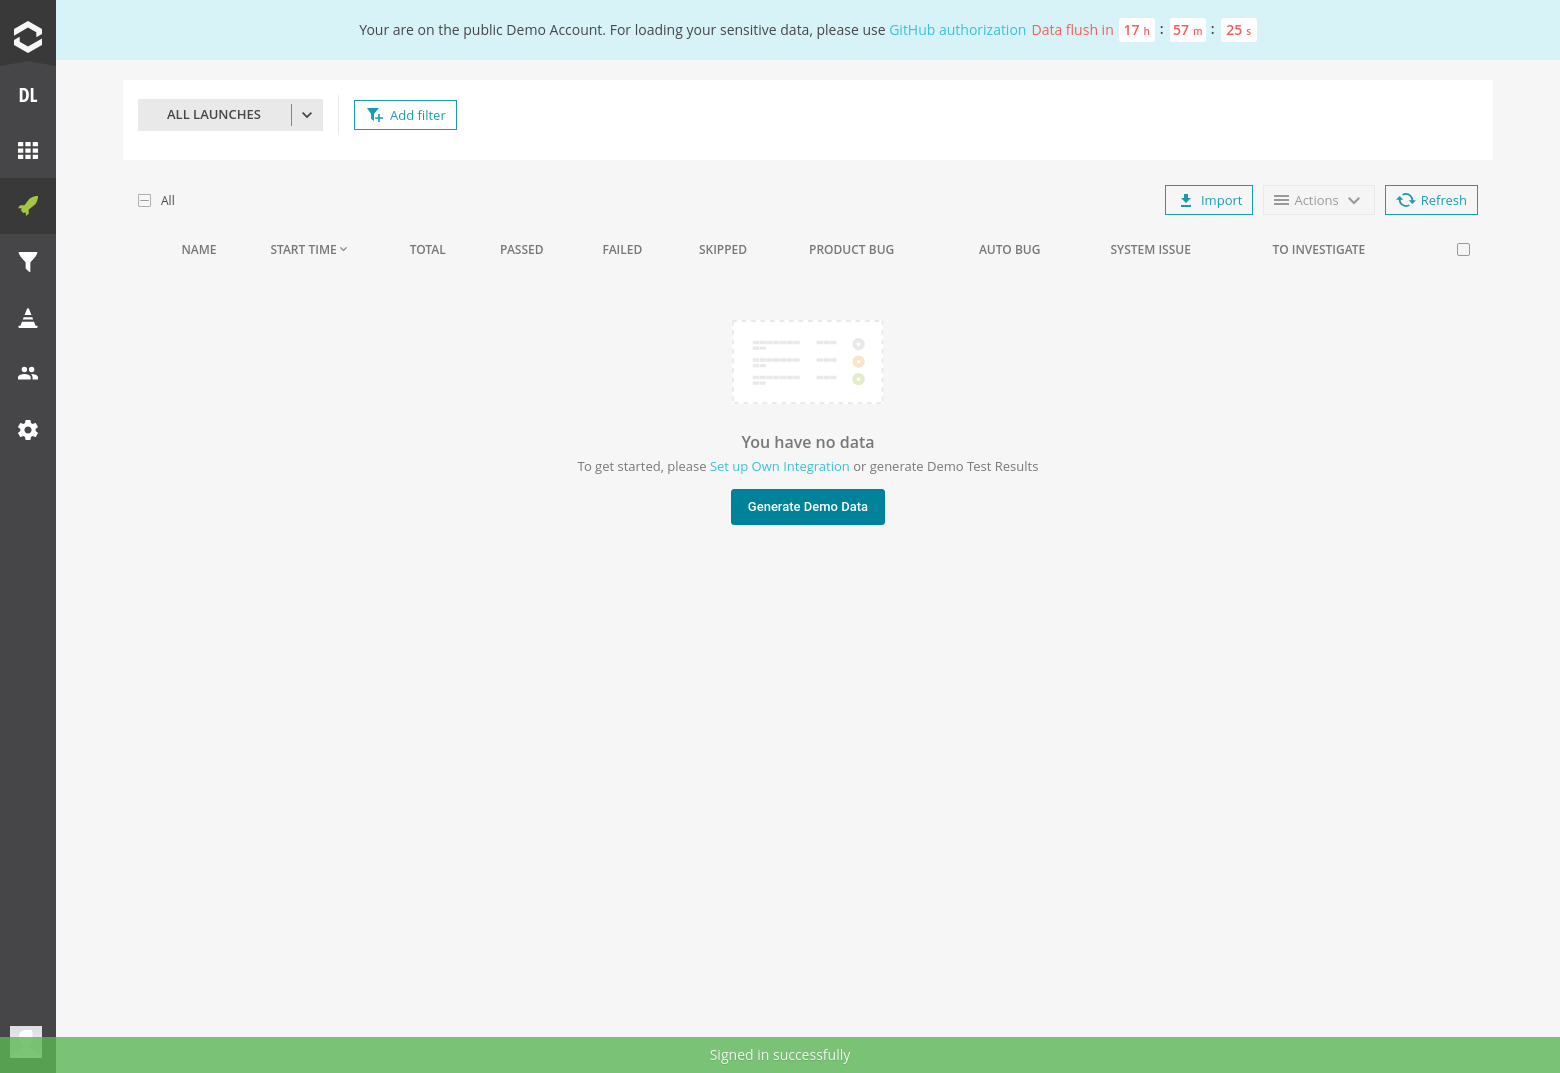 Your are on the public Demo Account. For loading your sensitive data, please use GitHub authorization Data flush in 17 h : 57 m : 25 s
DL
ALL LAUNCHES
Add filter
All
Import
Actions
Refresh
NAME START TIME TOTAL PASSED FAILED SKIPPED PRODUCT BUG AUTO BUG SYSTEM ISSUE TO INVESTIGATE
You have no data
To get started, please Set up Own Integration or generate Demo Test Results
Generate Demo Data
Signed in successfully